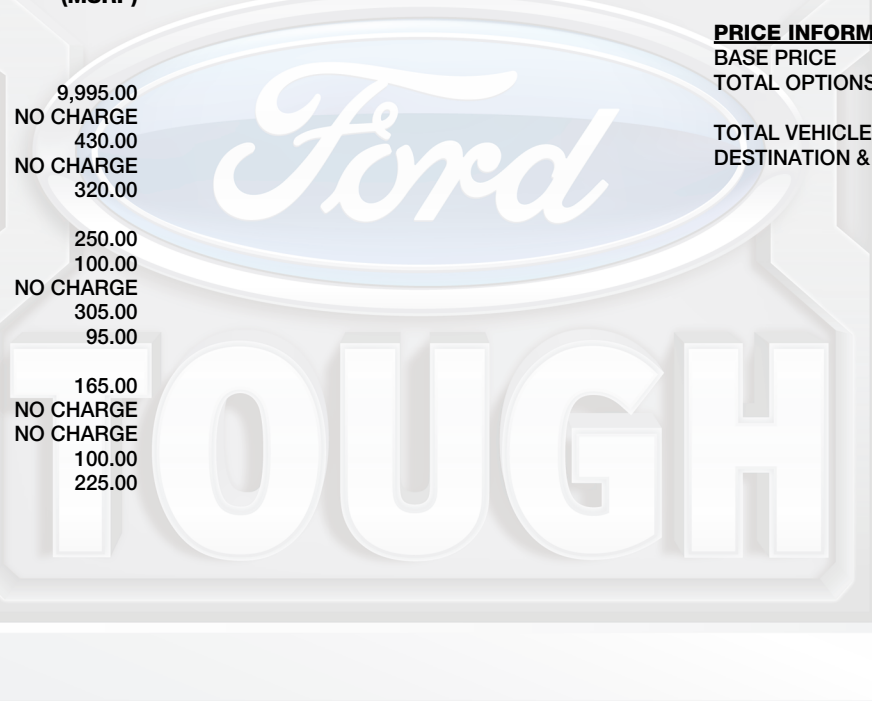 (MSRP)
9,995.00
NO CHARGE
430.00
NO CHARGE
320.00
250.00
100.00
NO CHARGE
305.00
95.00
165.00
NO CHARGE
NO CHARGE
100.00
225.00
PRICE INFORM
BASE PRICE
TOTAL OPTIONS
TOTAL VEHICLE
DESTINATION &
Ford
TOUGH